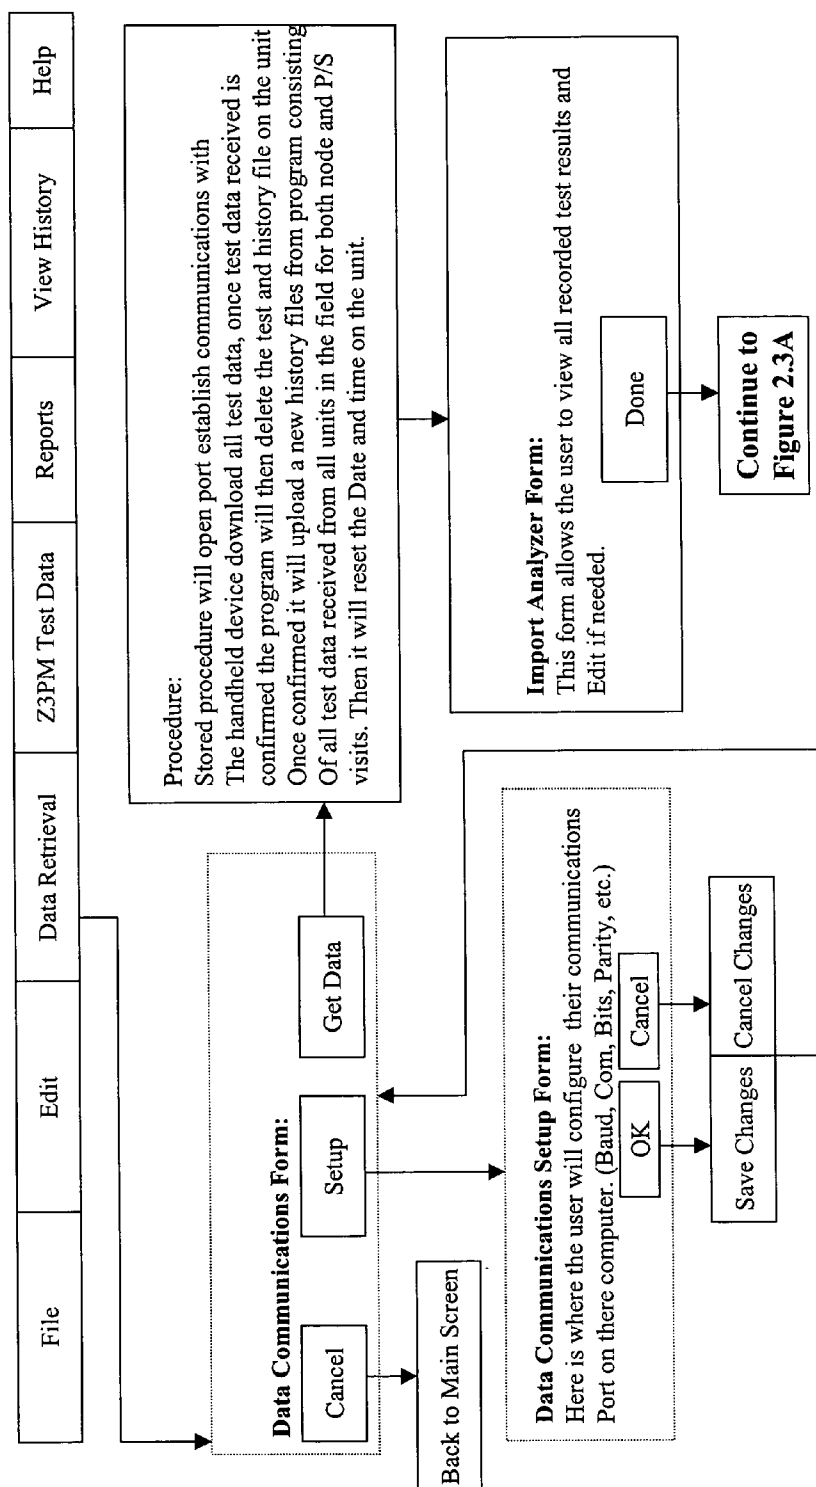 File
Edit
Data Retrieval
Z3PM Test Data
Reports
View History
Help
Data Communications Form:
Cancel
Setup
Get Data
Back to Main Screen
Procedure:
Stored procedure will open port establish communications with
The handheld device download all test data, once test data received is
confirmed the program will then delete the test and history file on the unit
Once confirmed it will upload a new history files from program consisting
Of all test data received from all units in the field for both node and P/S
visits. Then it will reset the Date and time on the unit.
Data Communications Setup Form:
Here is where the user will configure their communications
Port on there computer. (Baud, Com, Bits, Parity, etc.)
OK
Cancel
Save Changes
Cancel Changes
Import Analyzer Form:
This form allows the user to view all recorded test results and
Edit if needed.
Done
Continue to
Figure 2.3A